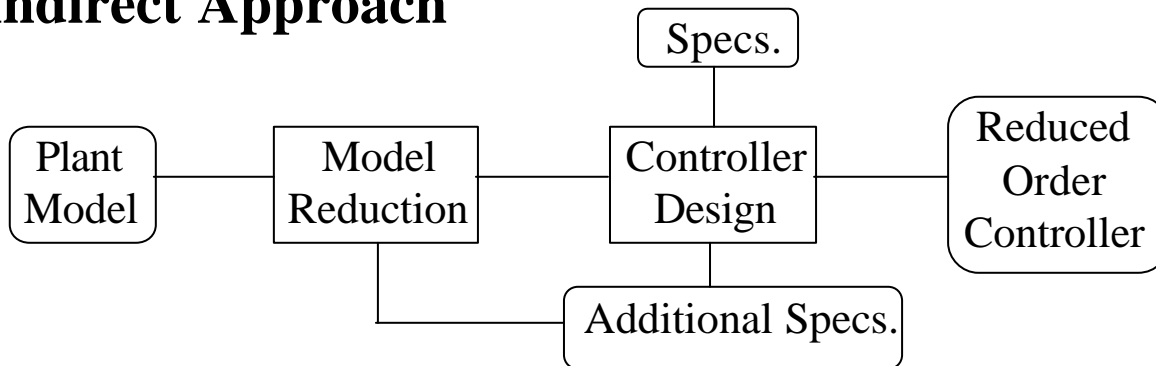 Indirect Approach
Specs.
Plant
Model
Model
Reduction
Controller
Design
Reduced
Order
Controller
Additional Specs.